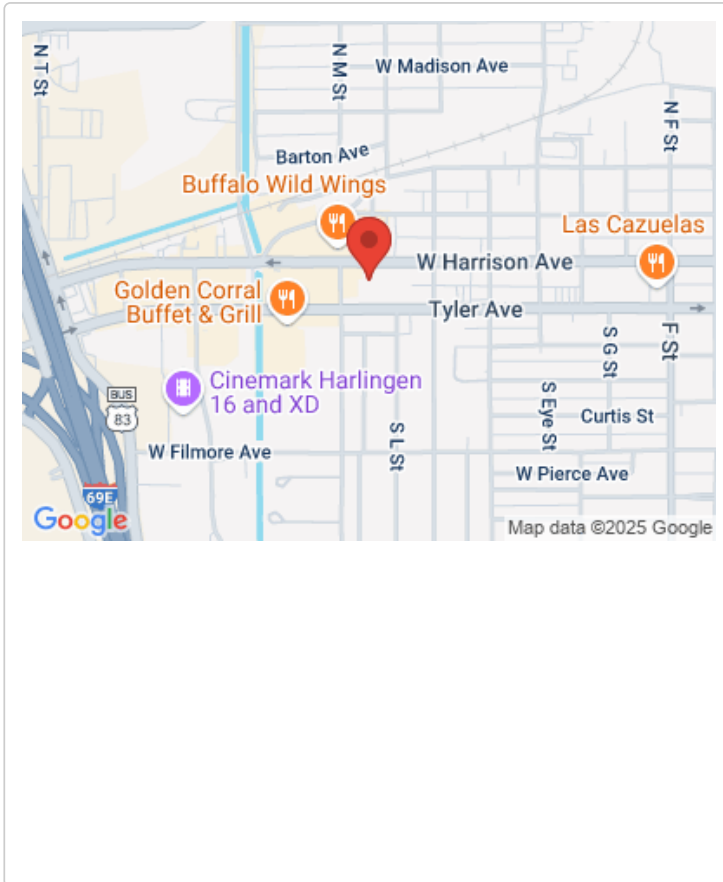 N T St
N M St
W Madison Ave
N F St
Barton Ave
Buffalo Wild Wings
Las Cazuelas
W Harrison Ave
Golden Corral
Buffet & Grill
Tyler Ave
S G St
F St
Cinemark Harlingen
16 and XD
BUS
83
S Eye St
Curtis St
S L St
W Filmore Ave
W Pierce Ave
69E
Google
Map data ©2025 Google